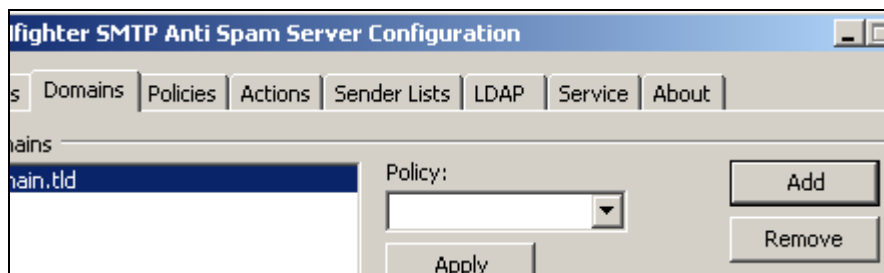 lfighter SMTP Anti Spam Server Configuration
s Domains Policies Actions Sender Lists LDAP Service About
nains
nain.tld Policy: Add
Remove
Apply